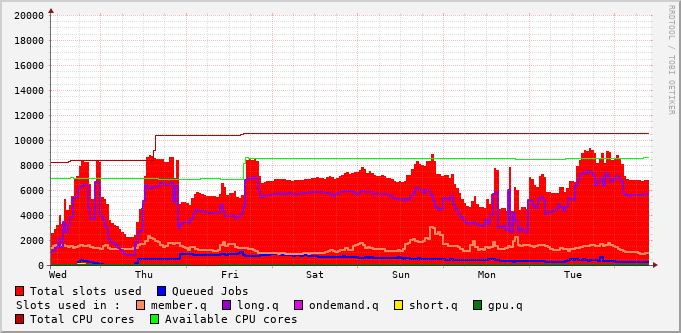 20000
18000
16000
14000
12000
10000
8000
6000
4000
2000
0
Wed Thu Fri Sat Sun Mon Tue
Total slots used Queued Jobs
Slots used in : member.q long.q ondemand.q short.q gpu.q
Total CPU cores Available CPU cores
RRDTOOL / TOBI OETIKER